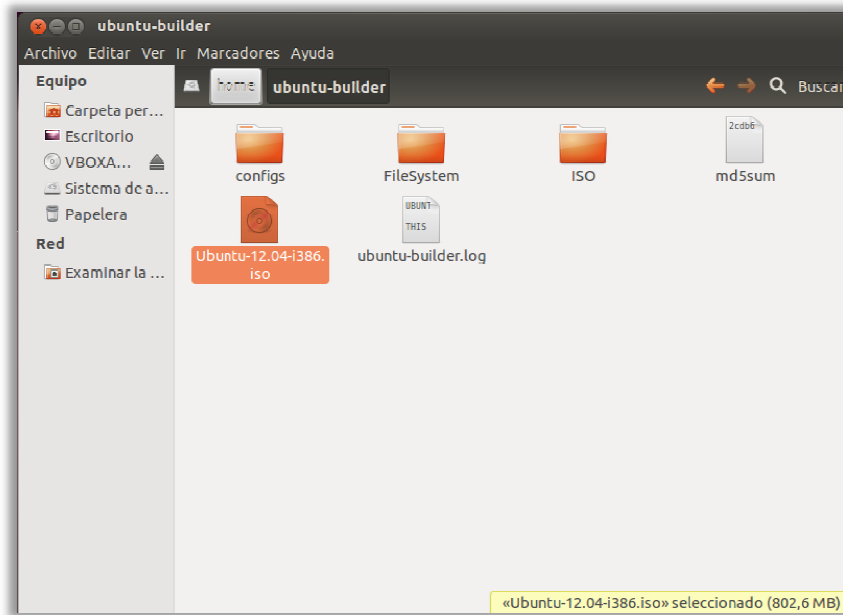 ubuntu-builder
Archivo Editar Ver Ir Marcadores Ayuda
Equipo
Carpeta per...
Escritorio
VBOXA...
Sistema de a...
Papelera
Red
Examinar la ...
home ubuntu-builder
Buscar
configs FileSystem ISO md5sum
2cdb6
Ubuntu-12.04-i386.
iso
UBUNT
THIS
ubuntu-builder.log
«Ubuntu-12.04-i386.iso» seleccionado (802,6 MB)